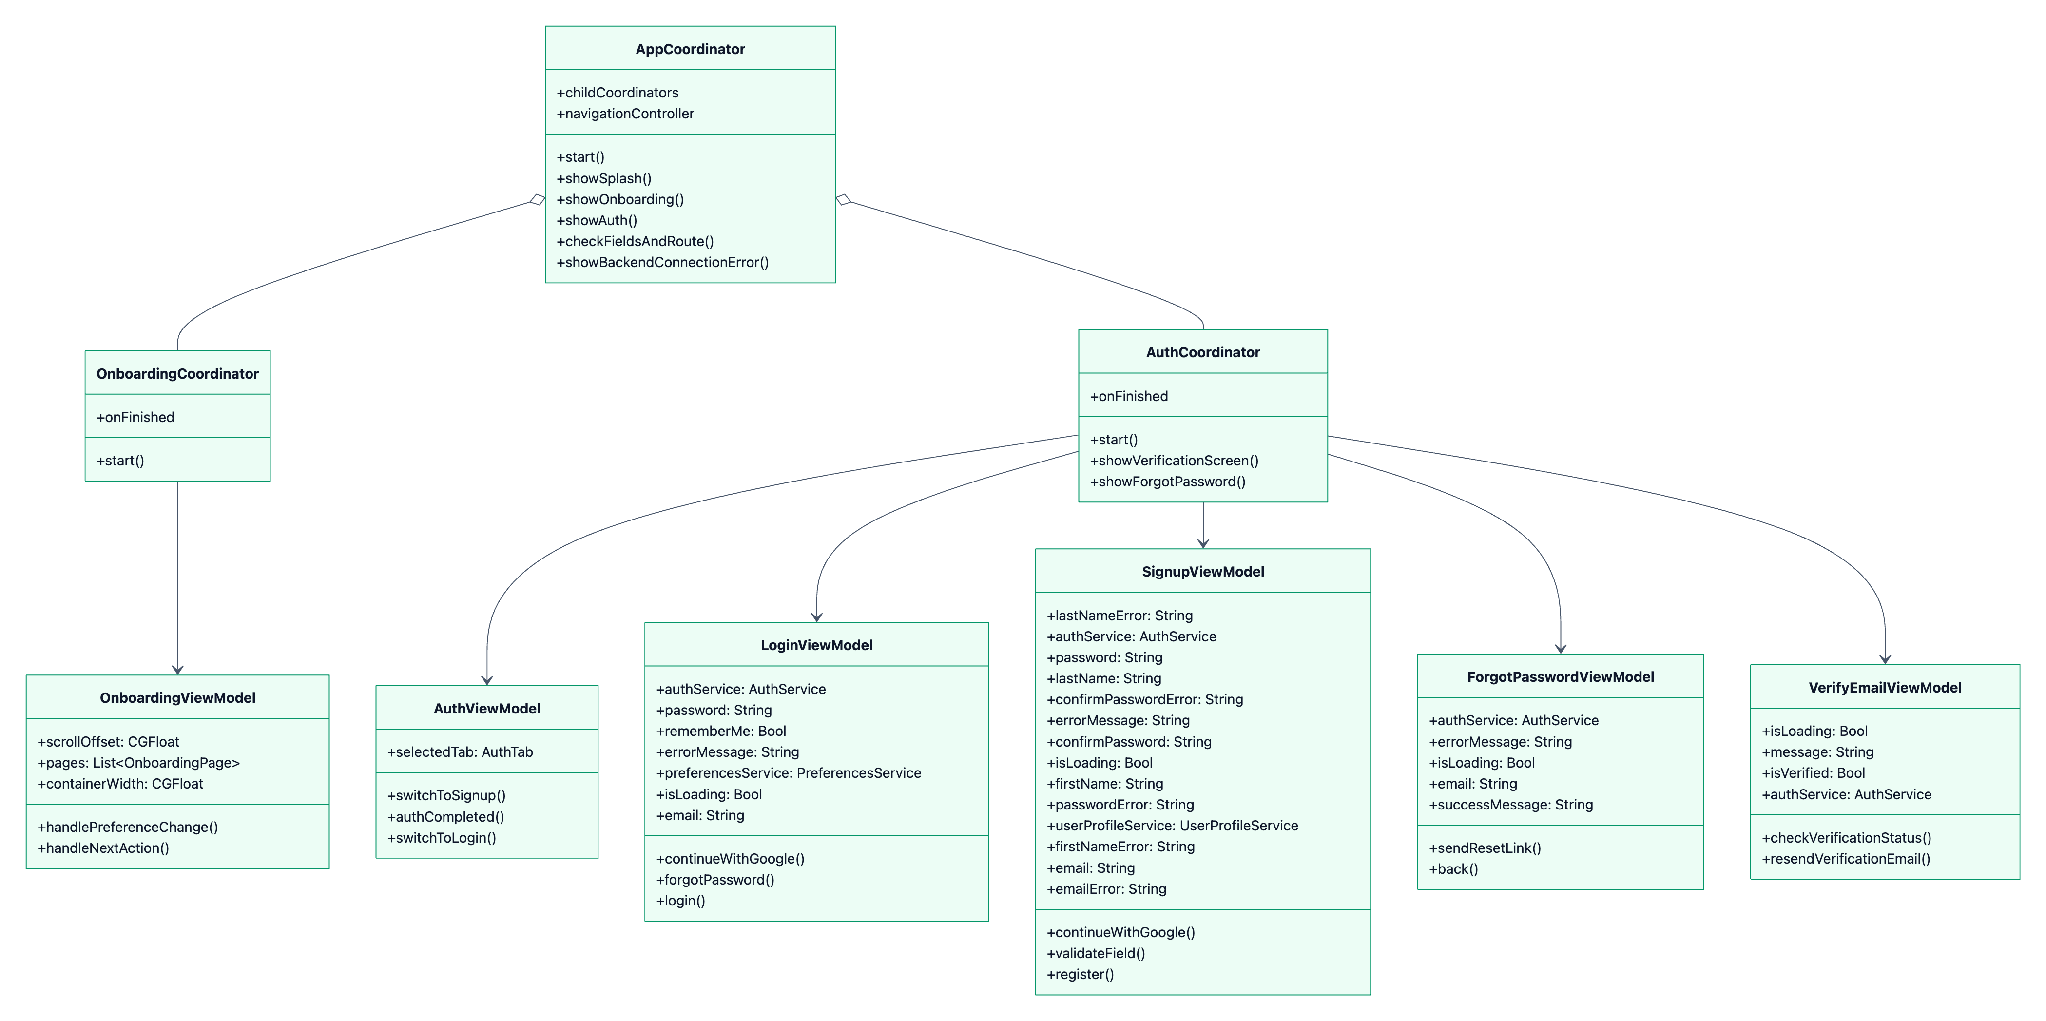 AppCoordinator
+childCoordinators
+navigationController
+start()
+showSplash()
+showOnboarding()
+showAuth()
+checkFieldsAndRoute()
+showBackendConnectionError()
OnboardingCoordinator
+onFinished
+start()
AuthCoordinator
+onFinished
+start()
+showVerificationScreen()
+showForgotPassword()
OnboardingViewModel
+scrollOffset: CGFloat
+pages: List<OnboardingPage>
+containerWidth: CGFloat
+handlePreferenceChange()
+handleNextAction()
AuthViewModel
+selectedTab: AuthTab
+switchToSignup()
+authCompleted()
+switchToLogin()
LoginViewModel
+authService: AuthService
+password: String
+rememberMe: Bool
+errorMessage: String
+preferencesService: PreferencesService
+isLoading: Bool
+email: String
+continueWithGoogle()
+forgotPassword()
+login()
SignupViewModel
+lastNameError: String
+authService: AuthService
+password: String
+lastName: String
+confirmPasswordError: String
+errorMessage: String
+confirmPassword: String
+isLoading: Bool
+firstName: String
+passwordError: String
+userProfileService: UserProfileService
+firstNameError: String
+email: String
+emailError: String
+continueWithGoogle()
+validateField()
+register()
ForgotPasswordViewModel
+authService: AuthService
+errorMessage: String
+isLoading: Bool
+email: String
+successMessage: String
+sendResetLink()
+back()
VerifyEmailViewModel
+isLoading: Bool
+message: String
+isVerified: Bool
+authService: AuthService
+checkVerificationStatus()
+resendVerificationEmail()